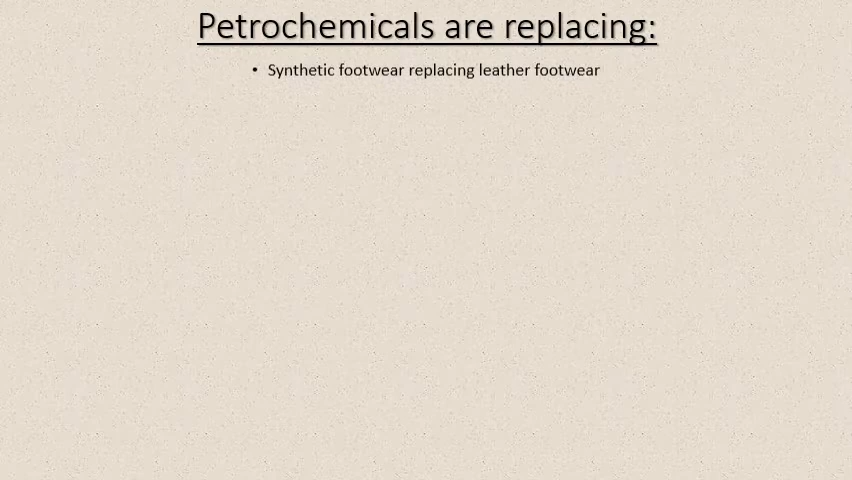 Petrochemicals are replacing:
• Synthetic footwear replacing leather footwear